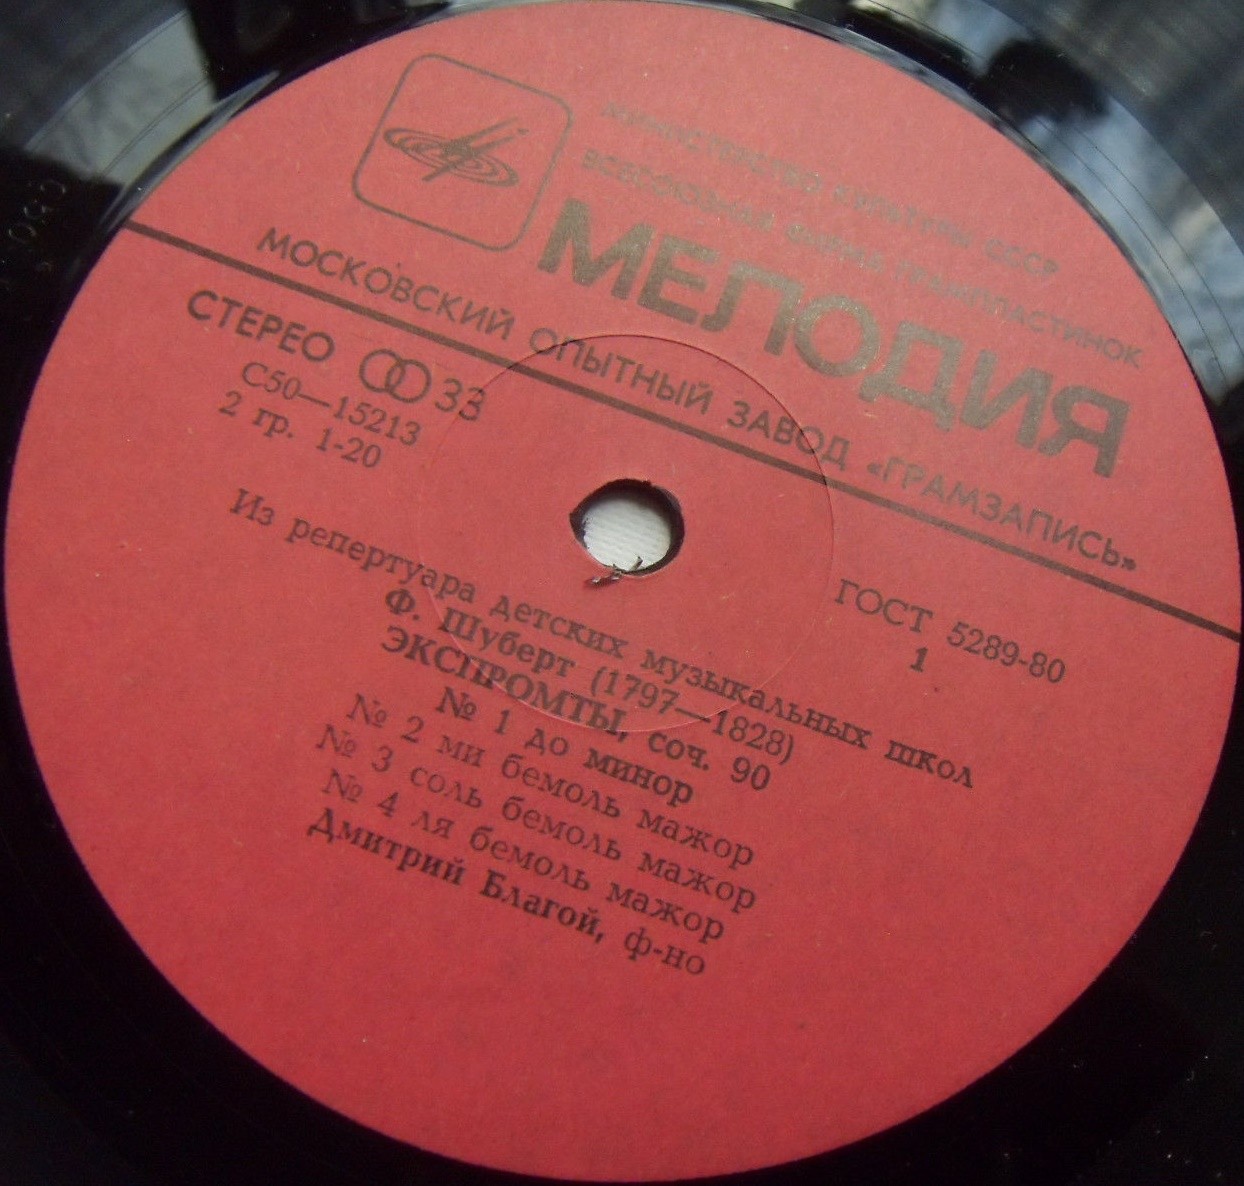 МИНИСТЕРСТВО КУЛЬТУРЫ СССР
ВСЕСОЮЗНАЯ ФИРМА ГРАМПЛАСТИНОК
МЕЛОДИЯ
МОСКОВСКИЙ ОПЫТНЫЙ ЗАВОД «ГРАМЗАПИСЬ»
СТЕРЕО 33
С50—15213
2 гр. 1-20
ГОСТ 5289-80
1
Из репертуара детских музыкальных школ
Ф. Шуберт (1797—1828)
ЭКСПРОМТЫ, соч. 90
№ 1 до минор
№ 2 ми бемоль мажор
№ 3 соль бемоль мажор
№ 4 ля бемоль мажор
Дмитрий Благой, ф-но